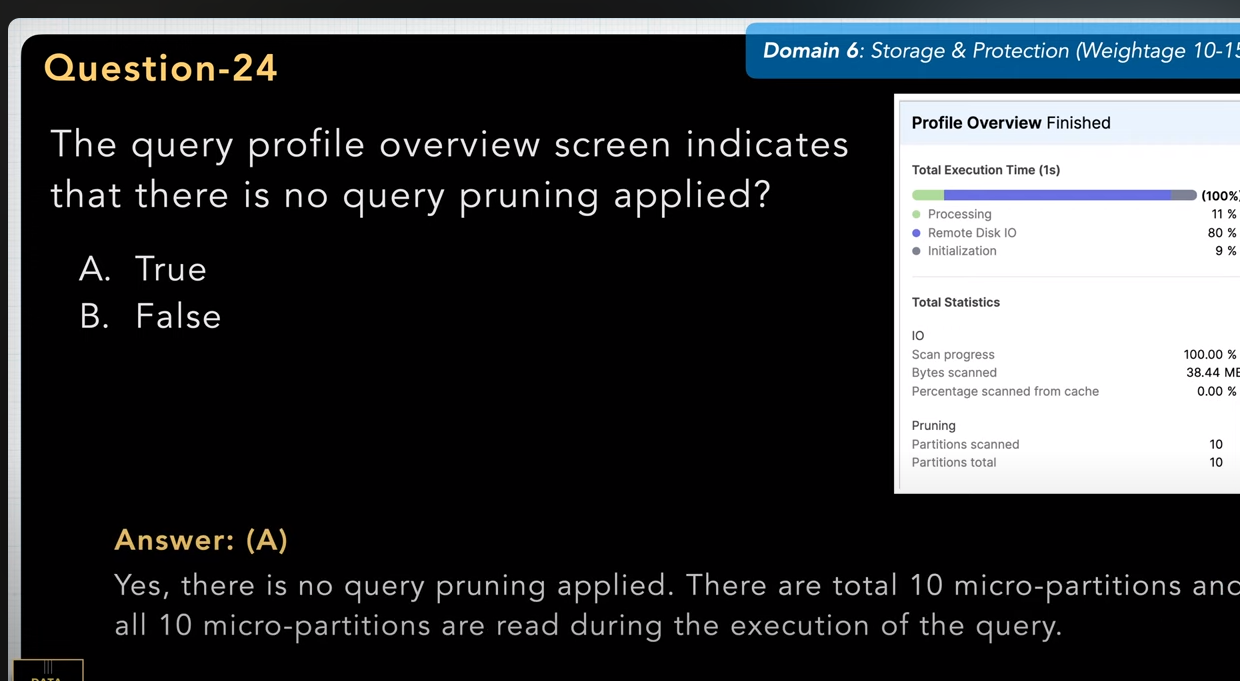 Question-24
Domain 6: Storage & Protection (Weightage 10-15
The query profile overview screen indicates
that there is no query pruning applied?
A. True
B. False
Profile Overview Finished
Total Execution Time (1s)
(100%)
Processing 11 %
Remote Disk IO 80 %
Initialization 9 %
Total Statistics
IO
Scan progress 100.00 %
Bytes scanned 38.44 MB
Percentage scanned from cache 0.00 %
Pruning
Partitions scanned 10
Partitions total 10
Answer: (A)
Yes, there is no query pruning applied. There are total 10 micro-partitions and
all 10 micro-partitions are read during the execution of the query.
DATA